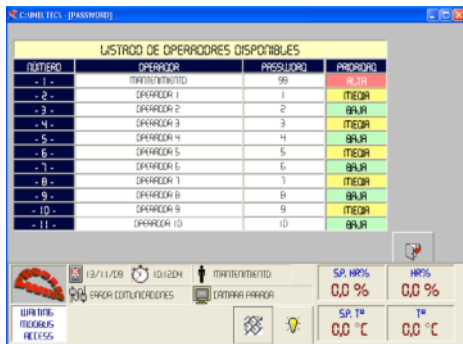 C:\IMEL TEC\ - [PASSWORD]
LISTADO DE OPERADORES DISPONIBLES
NUMERO OPERADOR PASSWORD PRIORIDAD
- 1 - MANTENIMIENTO 99 ALTA
- 2 - OPERADOR 1 1 MEDIA
- 3 - OPERADOR 2 2 BAJA
- 4 - OPERADOR 3 3 MEDIA
- 5 - OPERADOR 4 4 BAJA
- 6 - OPERADOR 5 5 MEDIA
- 7 - OPERADOR 6 6 BAJA
- 8 - OPERADOR 7 7 MEDIA
- 9 - OPERADOR 8 8 BAJA
- 10 - OPERADOR 9 9 MEDIA
- 11 - OPERADOR 10 10 BAJA
13/11/09 10:12:04 MANTENIMIENTO
ERROR COMUNICACIONES CAMARA PARADA
S.P. HR% HR%
0,0 % 0,0 %
WAITING
MODBUS
ACCESS
S.P. Tª Tª
0,0 °C 0,0 °C